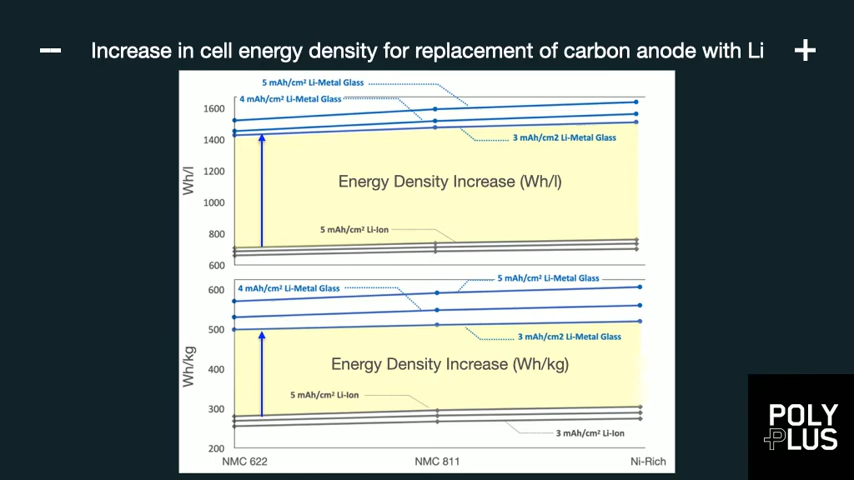 Increase in cell energy density for replacement of carbon anode with Li
5 mAh/cm² Li-Metal Glass
4 mAh/cm² Li-Metal Glass
1600
1400
1200
1000
800
600
Wh/l
3 mAh/cm2 Li-Metal Glass
Energy Density Increase (Wh/l)
5 mAh/cm² Li-Ion
600
500
400
300
200
Wh/kg
5 mAh/cm² Li-Metal Glass
4 mAh/cm² Li-Metal Glass
3 mAh/cm2 Li-Metal Glass
Energy Density Increase (Wh/kg)
5 mAh/cm² Li-Ion
3 mAh/cm² Li-Ion
NMC 622
NMC 811
Ni-Rich
POLY
PLUS